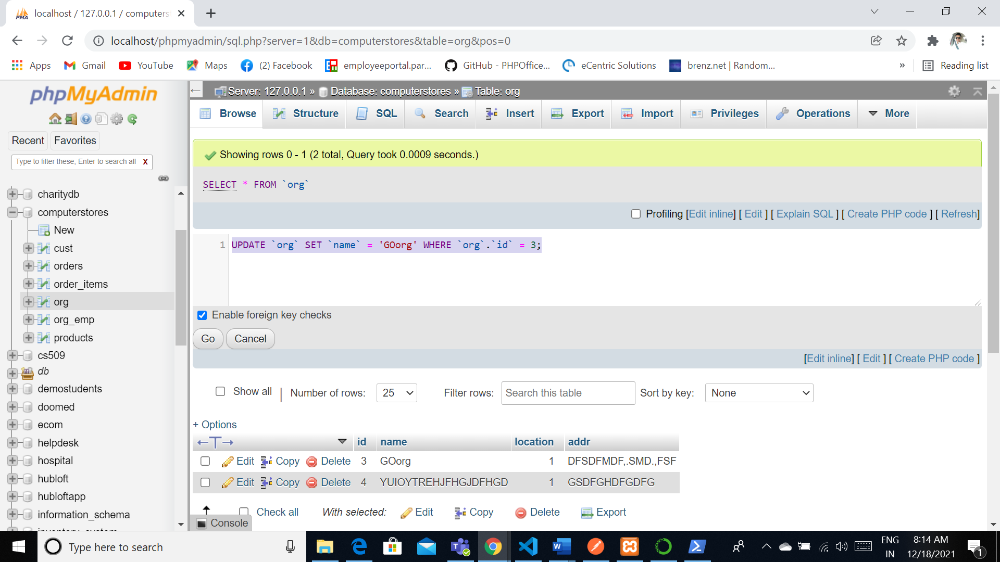 localhost / 127.0.0.1 / computers
localhost/phpmyadmin/sql.php?server=1&db=computerstores&table=org&pos=0
Apps Gmail YouTube Maps (2) Facebook employeeportal.par... GitHub - PHPOffice... eCentric Solutions brenz.net | Random... » Reading list
phpMyAdmin
Recent Favorites
Type to filter these, Enter to search all X
charitydb
computerstores
New
cust
orders
order_items
org
org_emp
products
cs509
db
demostudents
doomed
ecom
helpdesk
hospital
hubloft
hubloftapp
information_schema
Server: 127.0.0.1 » Database: computerstores » Table: org
Browse Structure SQL Search Insert Export Import Privileges Operations More
Showing rows 0 - 1 (2 total, Query took 0.0009 seconds.)
SELECT * FROM `org`
Profiling [Edit inline] [ Edit ] [ Explain SQL ] [ Create PHP code ] [ Refresh]
1 UPDATE `org` SET `name` = 'GOorg' WHERE `org`.`id` = 3;
Enable foreign key checks
Go Cancel
[Edit inline] [ Edit ] [ Create PHP code ]
Show all | Number of rows: 25 Filter rows: Search this table Sort by key: None
+ Options
←T→ id name location addr
Edit Copy Delete 3 GOorg 1 DFSDFMDF,.SMD.,FSF
Edit Copy Delete 4 YUIOYTREHJFHGJDFHGD 1 GSDFGHDFGDFG
Check all With selected: Edit Copy Delete Export
Console
Type here to search
ENG
IN
8:14 AM
12/18/2021
1